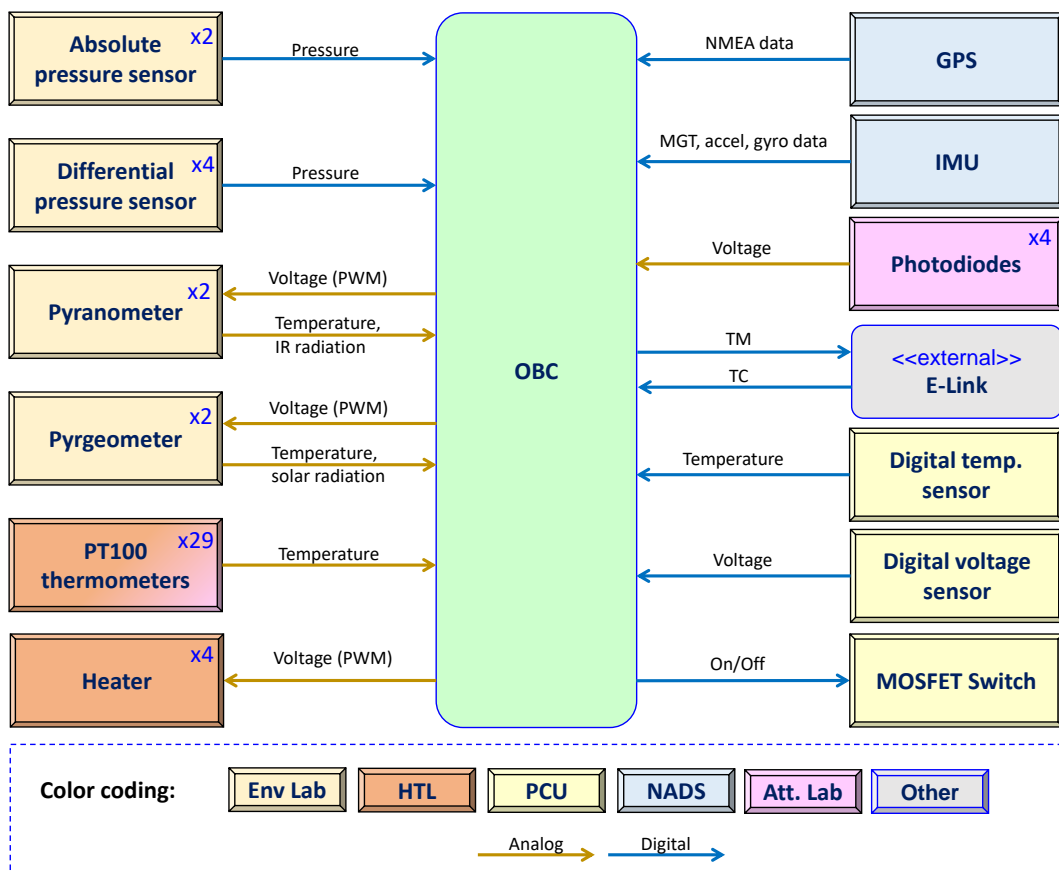 Absolute
pressure sensor
x2
Pressure
Differential
pressure sensor
x4
Pressure
Pyranometer
x2
Voltage (PWM)
Temperature,
IR radiation
Pyrgeometer
x2
Voltage (PWM)
Temperature,
solar radiation
PT100
thermometers
x29
Temperature
Heater
x4
Voltage (PWM)
OBC
NMEA data
GPS
MGT, accel, gyro data
IMU
Voltage
Photodiodes
x4
TM
TC
<<external>>
E-Link
Temperature
Digital temp.
sensor
Voltage
Digital voltage
sensor
On/Off
MOSFET Switch
Color coding:
Env Lab
HTL
PCU
NADS
Att. Lab
Other
Analog
Digital